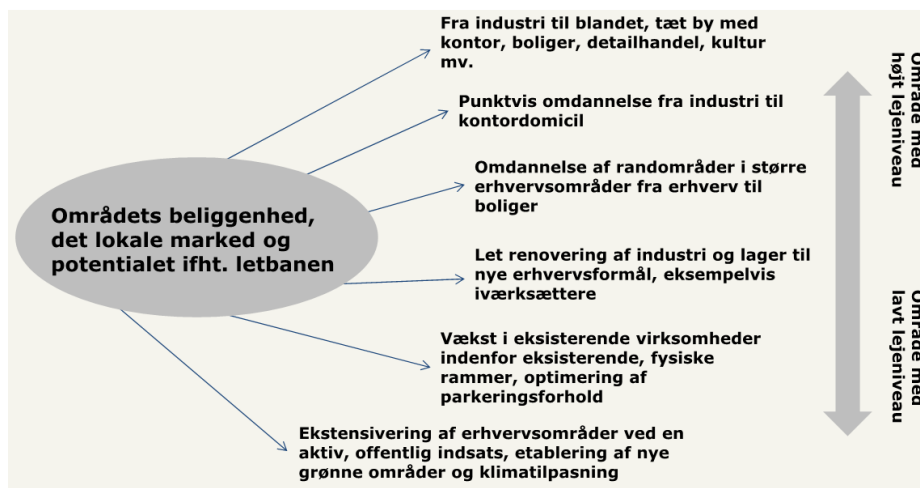 Fra industri til blandet, tæt by med
kontor, boliger, detailhandel, kultur
mv.
Punktvis omdannelse fra industri til
kontordomicil
Omdannelse af randområder i større
erhvervsområder fra erhverv til
boliger
Områdets beliggenhed,
det lokale marked og
potentialet ifht. letbanen
Let renovering af industri og lager til
nye erhvervsformål, eksempelvis
iværksættere
Vækst i eksisterende virksomheder
indenfor eksisterende, fysiske
rammer, optimering af
parkeringsforhold
Ekstensivering af erhvervsområder ved en
aktiv, offentlig indsats, etablering af nye
grønne områder og klimatilpasning
Område med
højt lejeniveau
Område med
lavt lejeniveau